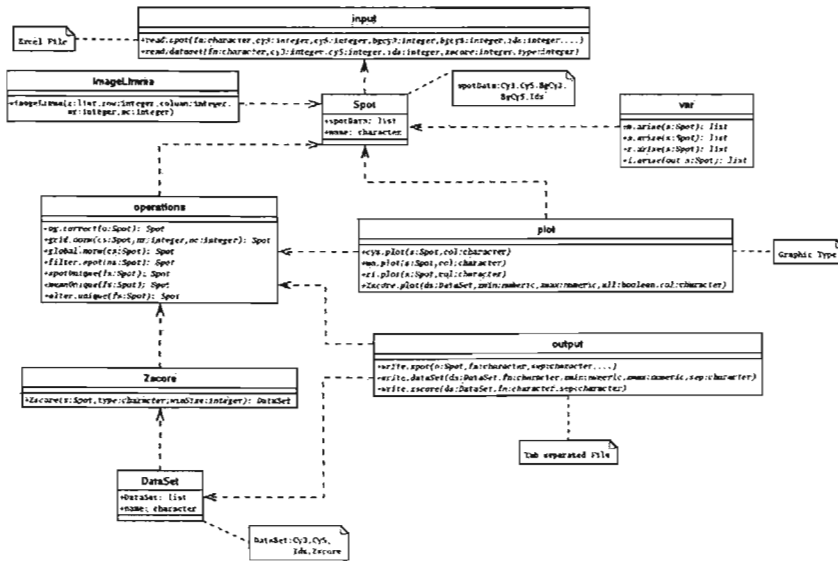 input
+read.spot(fn:character,cy3:integer,cy5:integer,bgcy3:integer,bgcy5:integer,ids:integer....)
+read.dataset(fn:character,cy3:integer,cy5:integer,ids:integer,zscore:integer,type:integer)
Excel File
imageLimma
+imageLimma(z:list,row:integer,column:integer,
nr:integer,nc:integer)
spotData:Cy3,Cy5,BgCy3,
BgCy5,Ids
Spot
+spotData: list
+name: character
var
+m.arise(s:Spot): list
+a.arise(s:Spot): list
+r.arise(s:Spot): list
+i.arise(out s:Spot): list
operations
+bg.correct(o:Spot): Spot
+grid.norm(cs:Spot,nr:integer,nc:integer): Spot
+global.norm(cs:Spot): Spot
+filter.spot(ns:Spot): Spot
+spotUnique(fs:Spot): Spot
+meanUnique(fs:Spot): Spot
+alter.unique(fs:Spot): Spot
plot
+cys.plot(s:Spot,col:character)
+ma.plot(s:Spot,col:character)
+ri.plot(s:Spot,col:character)
+Zscore.plot(ds:DataSet,zmin:numeric,zmax:numeric,all:boolean,col:character)
Graphic Type
output
+write.spot(o:Spot,fn:character,sep:character....)
+write.dataSet(ds:DataSet,fn:character,zmin:numeric,zmax:numeric,sep:character)
+write.zscore(ds:DataSet,fn:character,sep:character)
Zscore
+Zscore(s:Spot,type:character,winSize:integer): DataSet
Tab separated File
DataSet
+DataSet: list
+name: character
DataSet:Cy3,Cy5,
Ids,Zscore